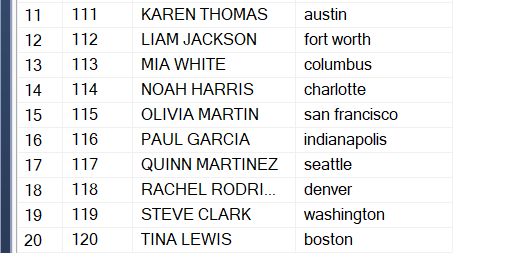 11 111 KAREN THOMAS austin
12 112 LIAM JACKSON fort worth
13 113 MIA WHITE columbus
14 114 NOAH HARRIS charlotte
15 115 OLIVIA MARTIN san francisco
16 116 PAUL GARCIA indianapolis
17 117 QUINN MARTINEZ seattle
18 118 RACHEL RODRI... denver
19 119 STEVE CLARK washington
20 120 TINA LEWIS boston